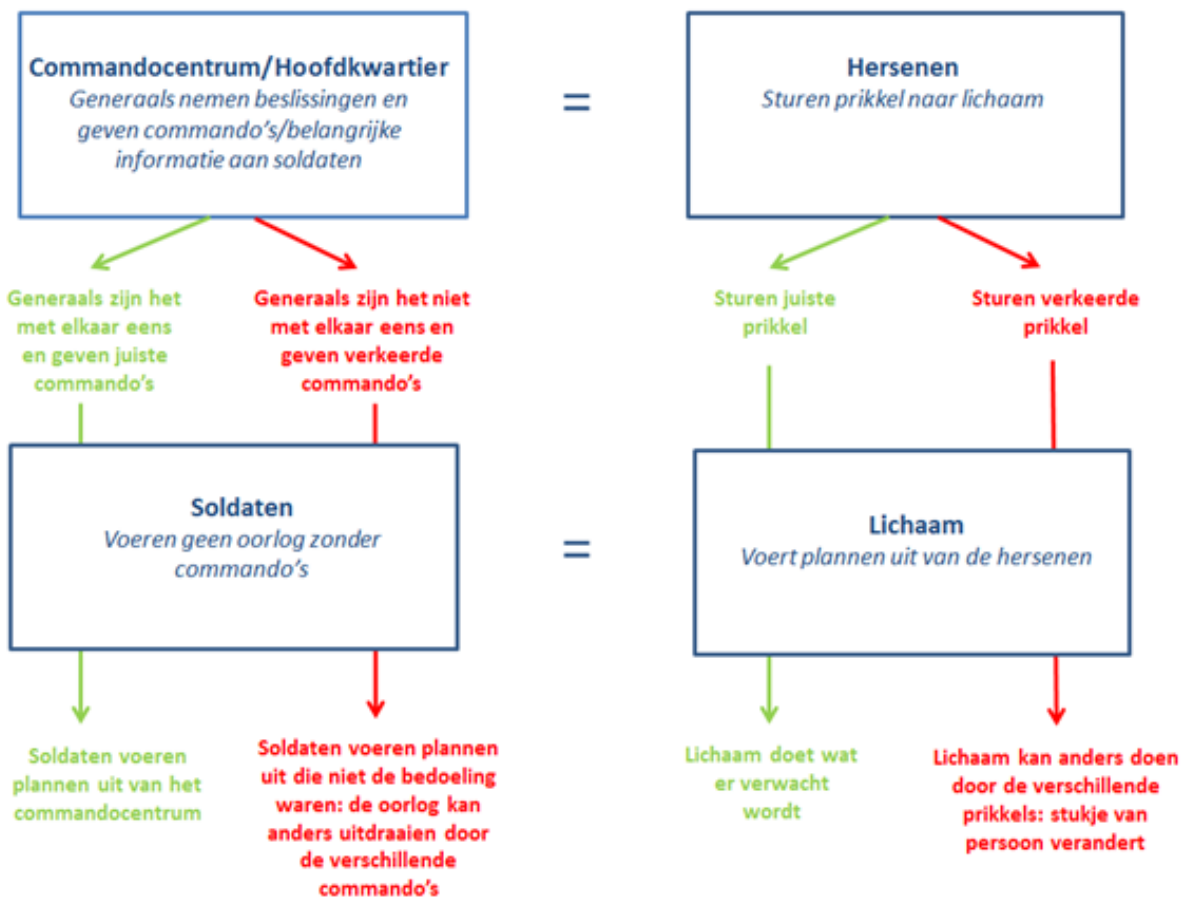 Commandocentrum/Hoofdkwartier
Generaals nemen beslissingen en
geven commando's/belangrijke
informatie aan soldaten
=
Hersenen
Sturen prikkel naar lichaam
Generaals zijn het
met elkaar eens
en geven juiste
commando's
Generaals zijn het niet
met elkaar eens en
geven verkeerde
commando's
Sturen juiste
prikkel
Sturen verkeerde
prikkel
Soldaten
Voeren geen oorlog zonder
commando's
=
Lichaam
Voert plannen uit van de hersenen
Soldaten voeren
plannen uit van het
commandocentrum
Soldaten voeren plannen
uit die niet de bedoeling
waren: de oorlog kan
anders uitdraaien door
de verschillende
commando's
Lichaam doet wat
er verwacht
wordt
Lichaam kan anders doen
door de verschillende
prikkels: stukje van
persoon verandert